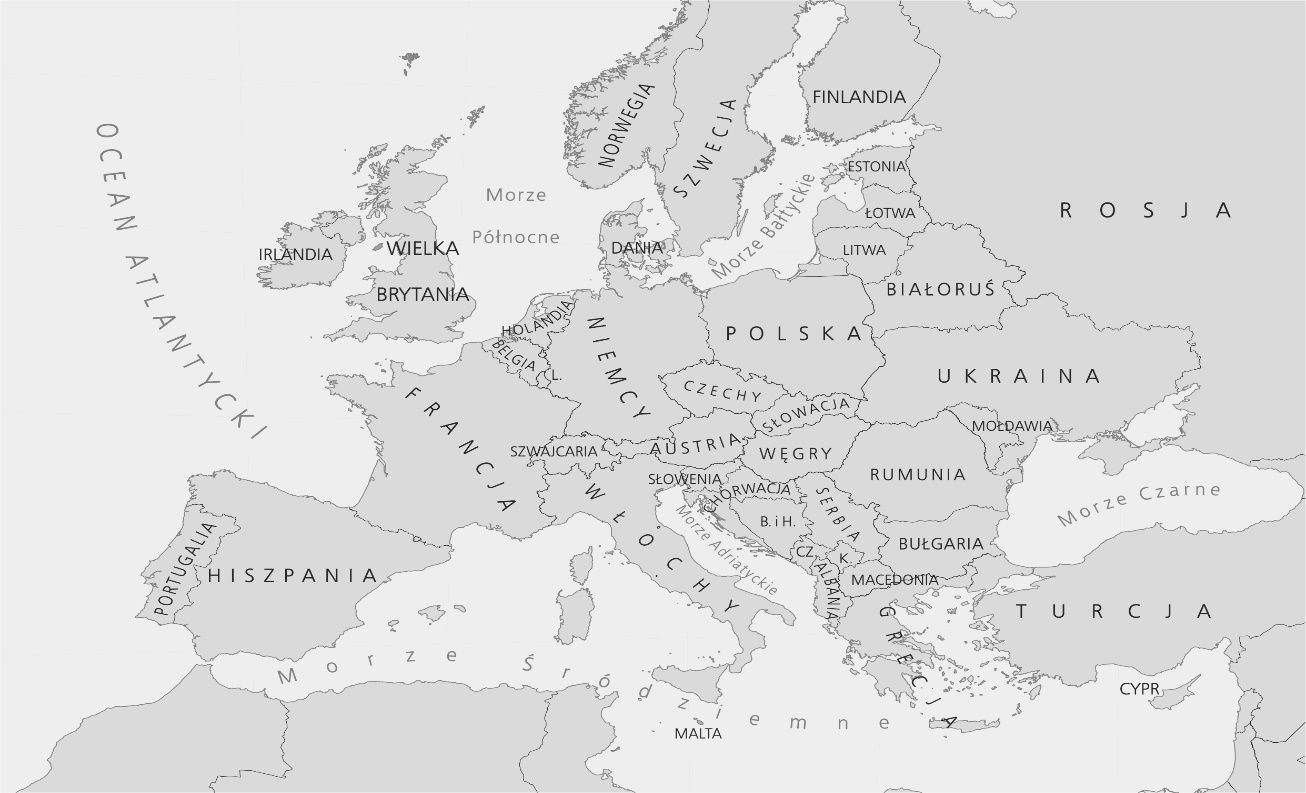 NORWEGIA
SZWECJA
FINLANDIA
OCEAN ATLANTYCKI
ESTONIA
Morze
Północne
Morze Bałtyckie
ŁOTWA
ROSJA
IRLANDIA
WIELKA
BRYTANIA
DANIA
LITWA
BIAŁORUŚ
HOLANDIA
BELGIA
L.
NIEMCY
POLSKA
UKRAINA
CZECHY
SŁOWACJA
FRANCJA
SZWAJCARIA
AUSTRIA
WĘGRY
MOŁDAWIA
RUMUNIA
SŁOWENIA
CHORWACJA
WŁOCHY
Morze Adriatyckie
B. i H.
SERBIA
Morze Czarne
CZ.
K.
BUŁGARIA
PORTUGALIA
HISZPANIA
ALBANIA
MACEDONIA
GRECJA
TURCJA
Morze Śródziemne
MALTA
CYPR